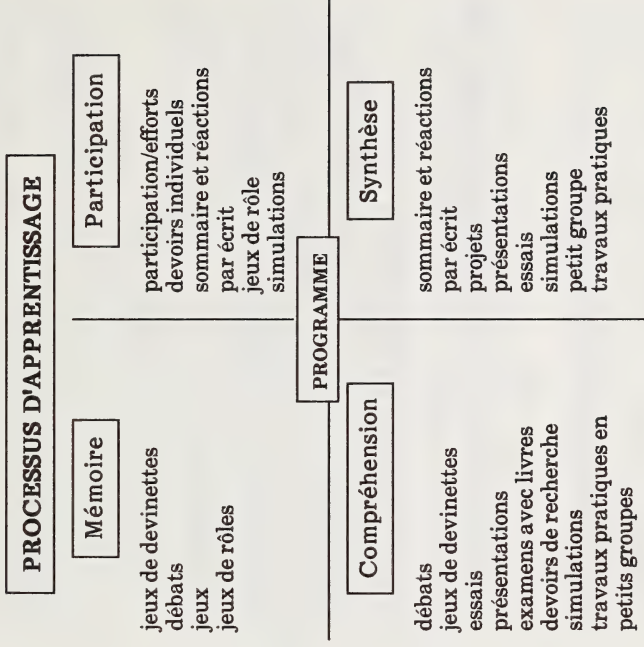 PROCESSUS D'APPRENTISSAGE
Mémoire
jeux de devinettes
débats
jeux
jeux de rôles
Participation
participation/efforts
devoirs individuels
sommaire et réactions
par écrit
jeux de rôle
simulations
PROGRAMME
Compréhension
débats
jeux de devinettes
essais
présentations
examens avec livres
devoirs de recherche
simulations
travaux pratiques en
petits groupes
Synthèse
sommaire et réactions
par écrit
projets
présentations
essais
simulations
petit groupe
travaux pratiques